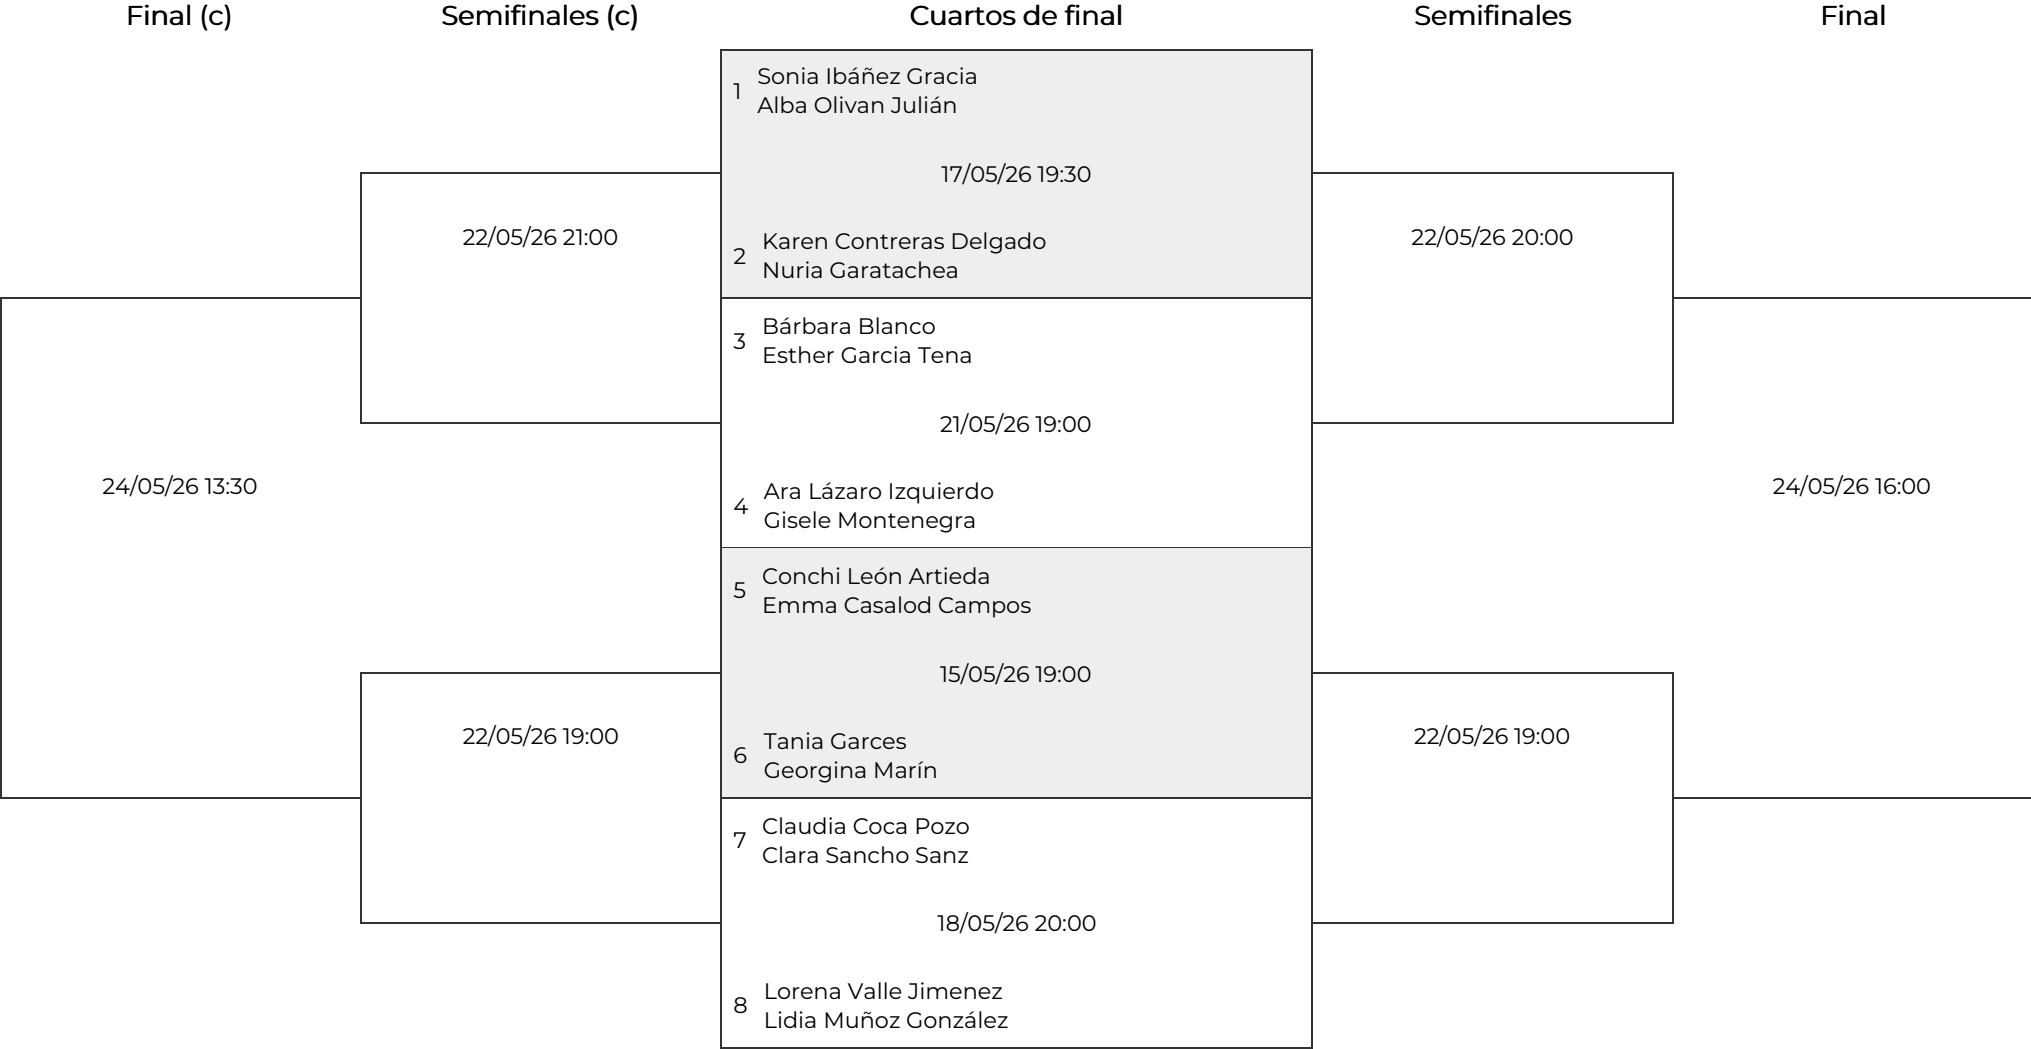 Final (c)
Semifinales (c)
Cuartos de final
Semifinales
Final
1
Sonia Ibáñez Gracia
Alba Olivan Julián
17/05/26 19:30
2
Karen Contreras Delgado
Nuria Garatachea
22/05/26 21:00
22/05/26 20:00
3
Bárbara Blanco
Esther Garcia Tena
21/05/26 19:00
4
Ara Lázaro Izquierdo
Gisele Montenegra
24/05/26 13:30
24/05/26 16:00
5
Conchi León Artieda
Emma Casalod Campos
15/05/26 19:00
6
Tania Garces
Georgina Marín
22/05/26 19:00
22/05/26 19:00
7
Claudia Coca Pozo
Clara Sancho Sanz
18/05/26 20:00
8
Lorena Valle Jimenez
Lidia Muñoz González